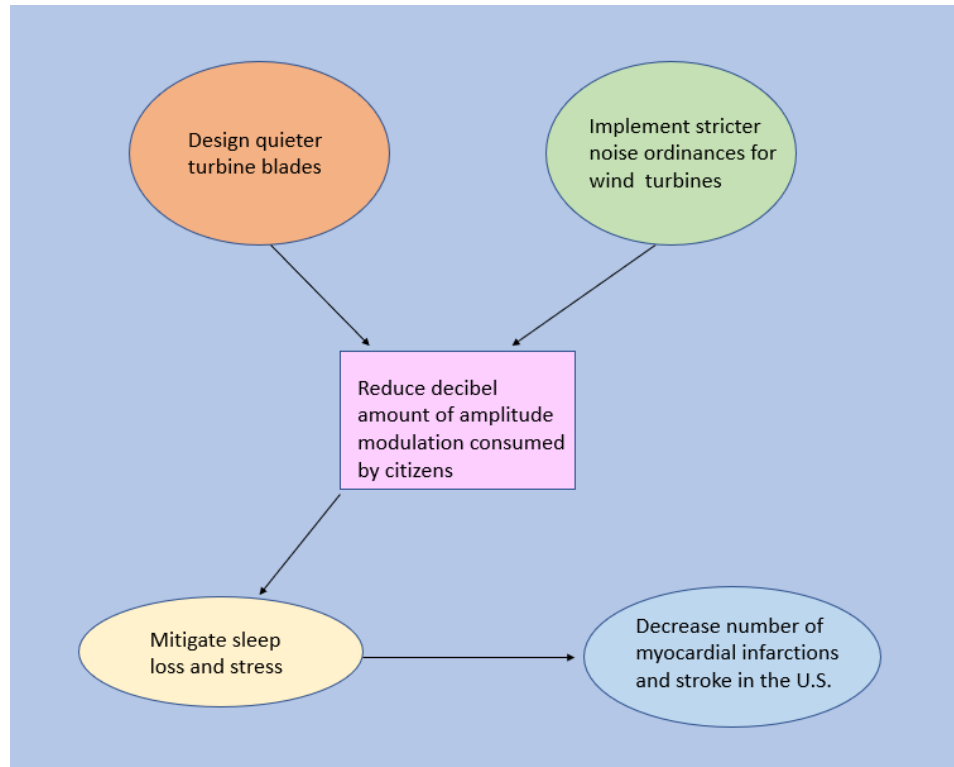 Design quieter
turbine blades
Implement stricter
noise ordinances for
wind  turbines
Reduce decibel
amount of amplitude
modulation consumed
by citizens
Mitigate sleep
loss and stress
Decrease number of
myocardial infarctions
and stroke in the U.S.